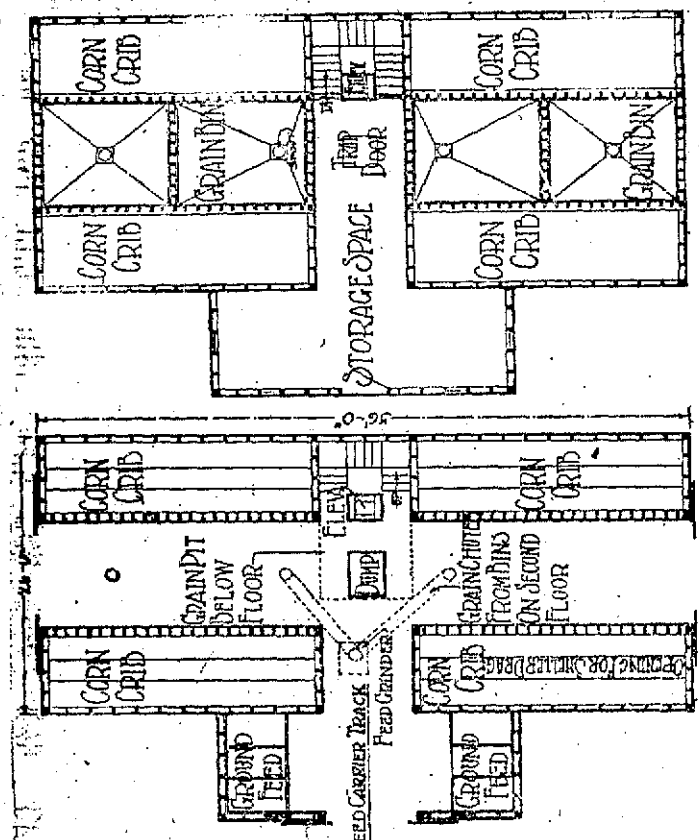 CORN
CRIB
ELEV.
CORN
CRIB
GRAIN BIN
TRAP
DOOR
GRAIN BIN
CORN
CRIB
STORAGE SPACE
CORN
CRIB
56'-0"
CORN
CRIB
ELEV.
CORN
CRIB
GRAIN PIT
BELOW
FLOOR
DUMP
GRAIN CHUTES
FROM BINS
ON SECOND
FLOOR
CORN
CRIB
FEED GRINDER
CORN
CRIB
OPENING FOR SHELLER DRAG
GROUND
FEED
FEED CARRIER TRACK
GROUND
FEED